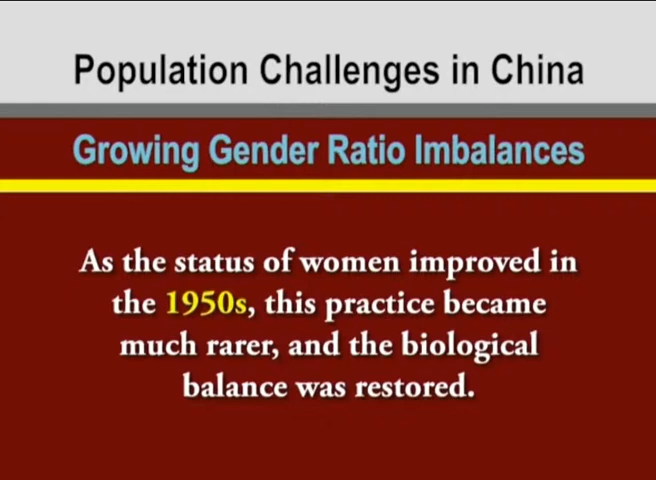 Population Challenges in China
Growing Gender Ratio Imbalances
As the status of women improved in
the 1950s, this practice became
much rarer, and the biological
balance was restored.